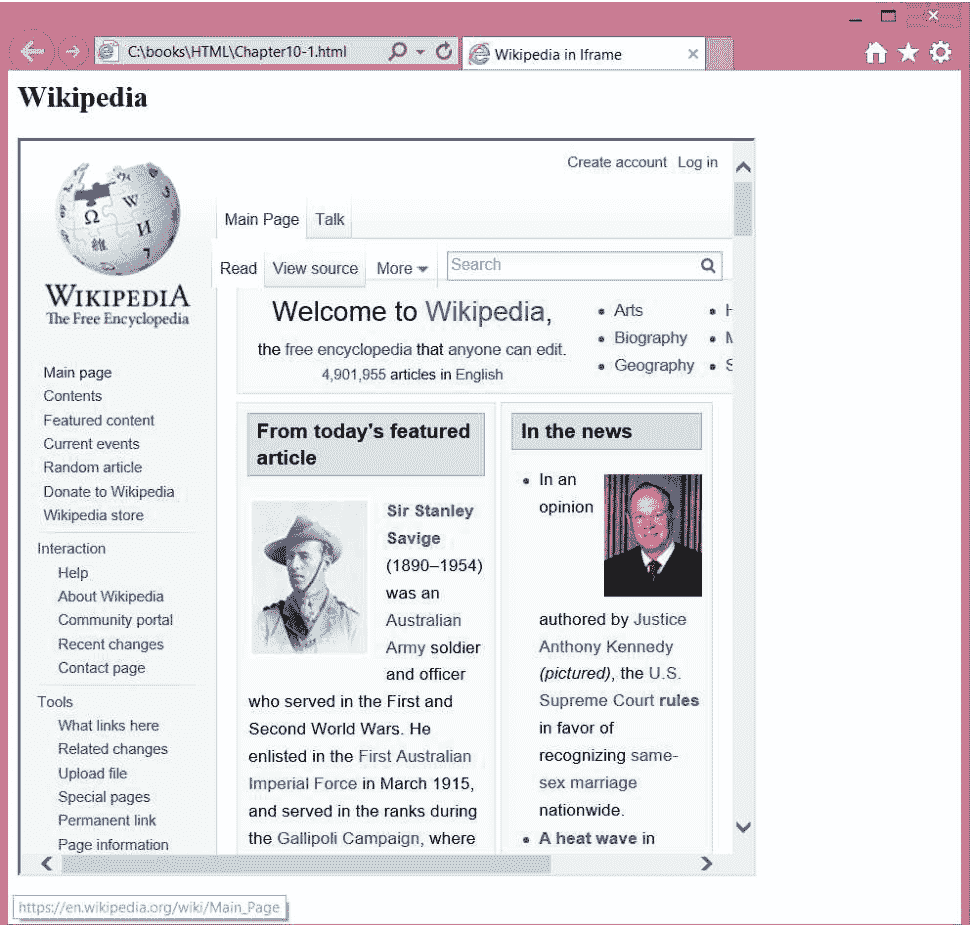 C:\books\HTML\Chapter10-1.html
Wikipedia in Iframe
Wikipedia
Create account Log in
Main Page Talk
Read View source More Search
WIKIPEDIA
The Free Encyclopedia
Main page
Contents
Featured content
Current events
Random article
Donate to Wikipedia
Wikipedia store
Interaction
Help
About Wikipedia
Community portal
Recent changes
Contact page
Tools
What links here
Related changes
Upload file
Special pages
Permanent link
Page information
Welcome to Wikipedia,
the free encyclopedia that anyone can edit.
4,901,955 articles in English
• Arts
• Biography
• Geography
• H
• M
• S
From today's featured
article
Sir Stanley
Savige
(1890–1954)
was an
Australian
Army soldier
and officer
who served in the First and
Second World Wars. He
enlisted in the First Australian
Imperial Force in March 1915,
and served in the ranks during
the Gallipoli Campaign, where
In the news
• In an
opinion
authored by Justice
Anthony Kennedy
(pictured), the U.S.
Supreme Court rules
in favor of
recognizing same-
sex marriage
nationwide.
• A heat wave in
https://en.wikipedia.org/wiki/Main_Page